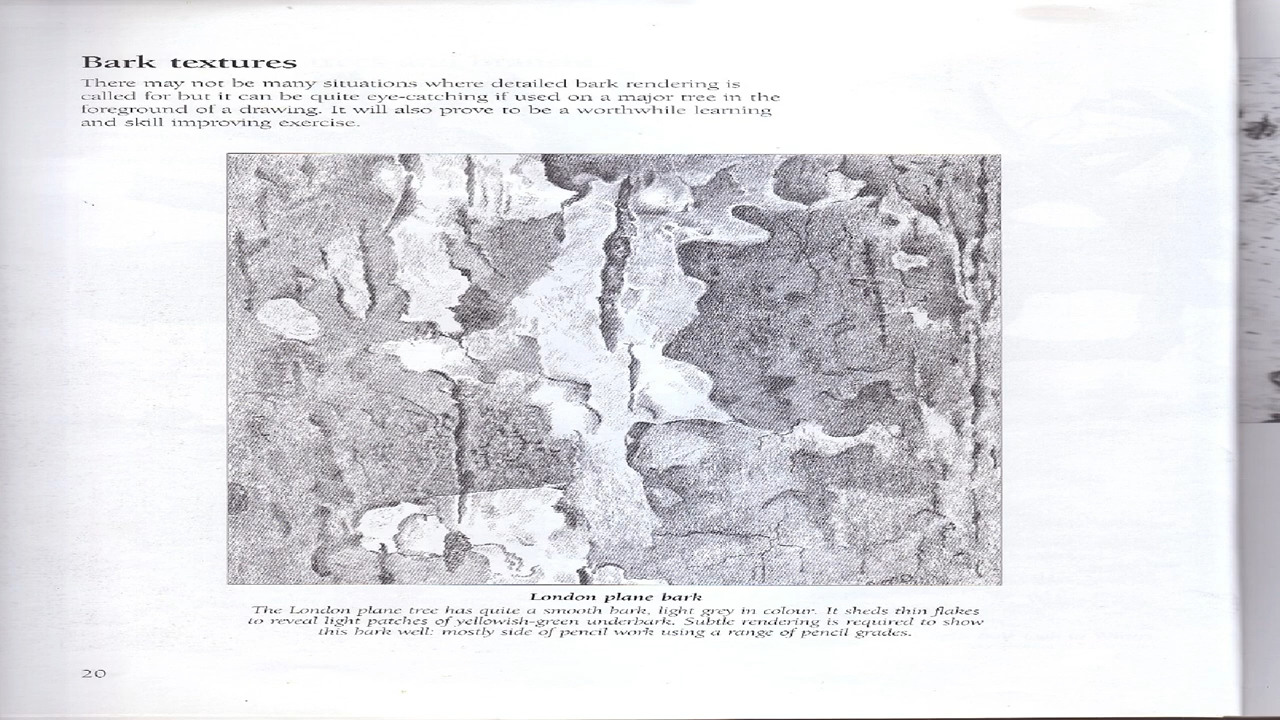 Bark textures
There may not be many situations where detailed bark rendering is
called for but it can be quite eye-catching if used on a major tree in the
foreground of a drawing. It will also prove to be a worthwhile learning
and skill improving exercise.
London plane bark
The London plane tree has quite a smooth bark, light grey in colour. It sheds thin flakes
to reveal light patches of yellowish-green underbark. Subtle rendering is required to show
this bark well: mostly side of pencil work using a range of pencil grades.
20